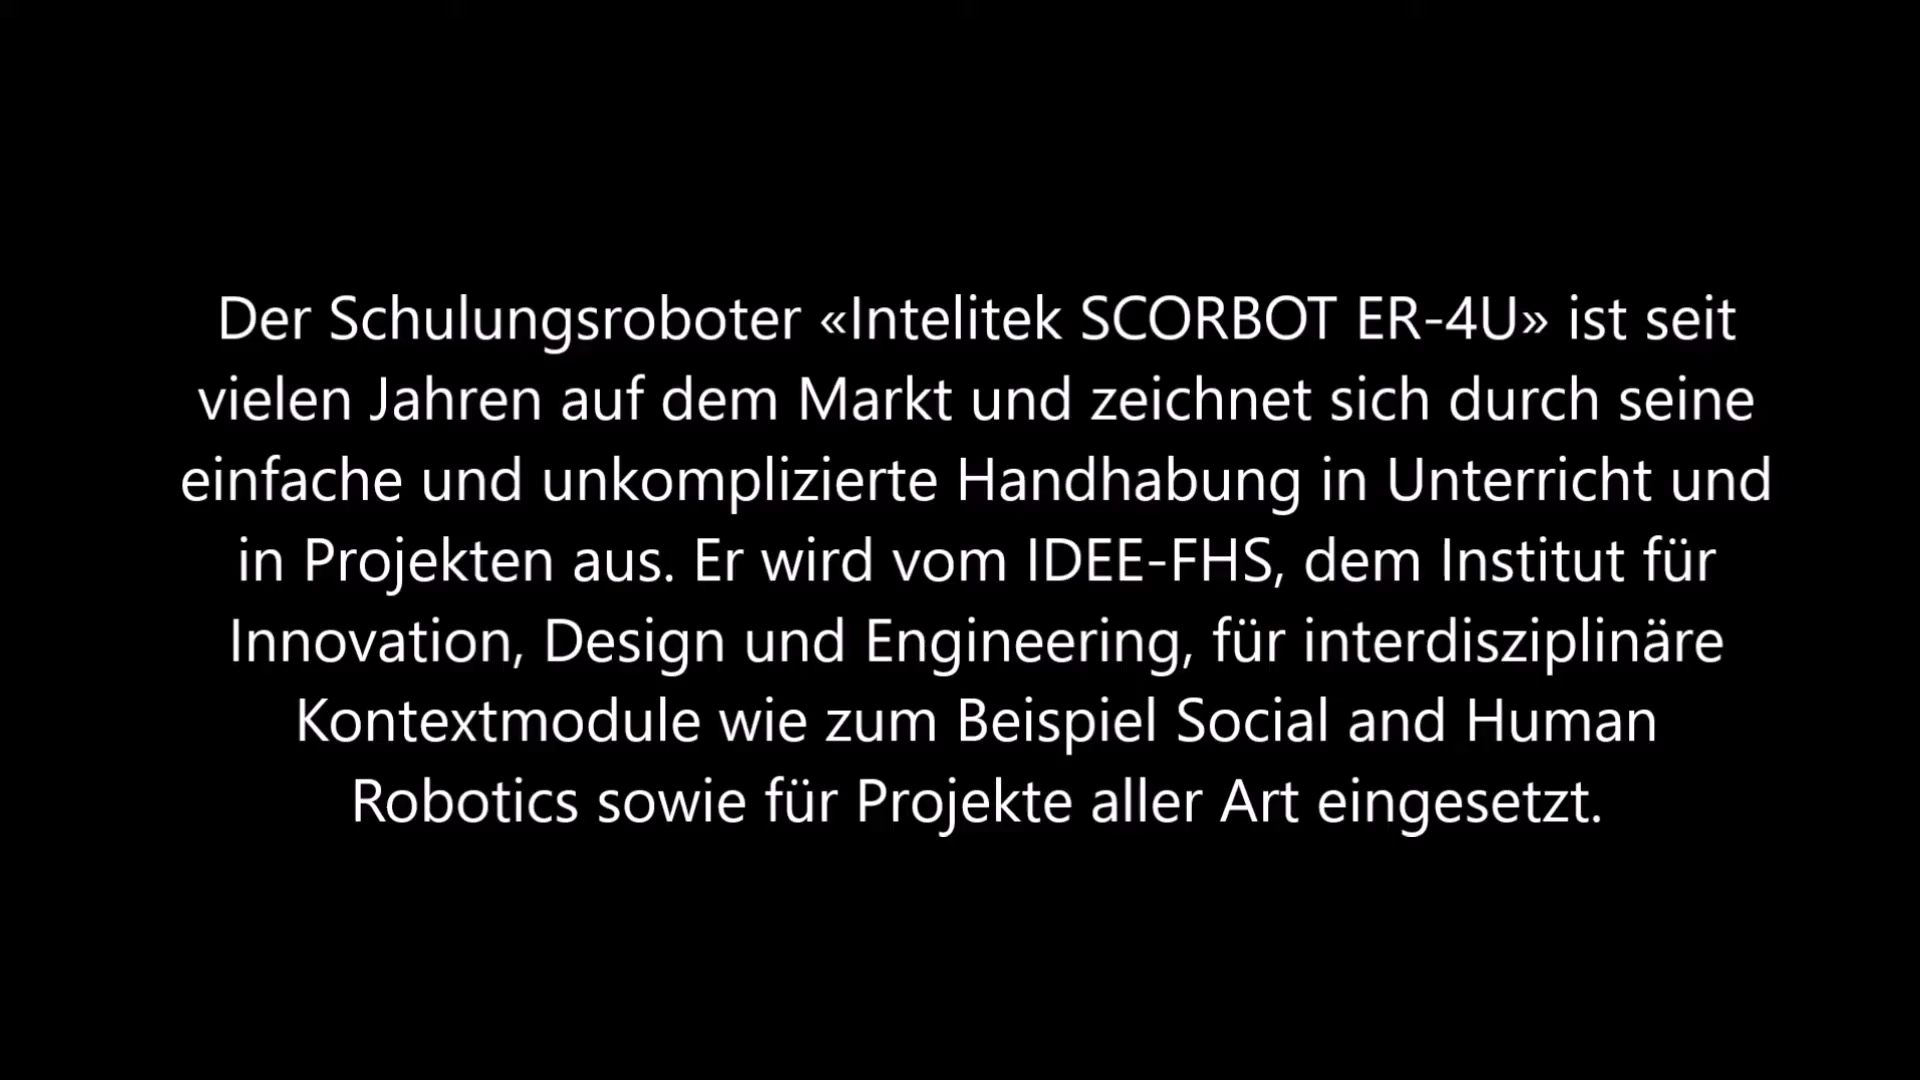 Der Schulungsroboter «Intelitek SCORBOT ER-4U» ist seit
vielen Jahren auf dem Markt und zeichnet sich durch seine
einfache und unkomplizierte Handhabung in Unterricht und
in Projekten aus. Er wird vom IDEE-FHS, dem Institut für
Innovation, Design und Engineering, für interdisziplinäre
Kontextmodule wie zum Beispiel Social and Human
Robotics sowie für Projekte aller Art eingesetzt.